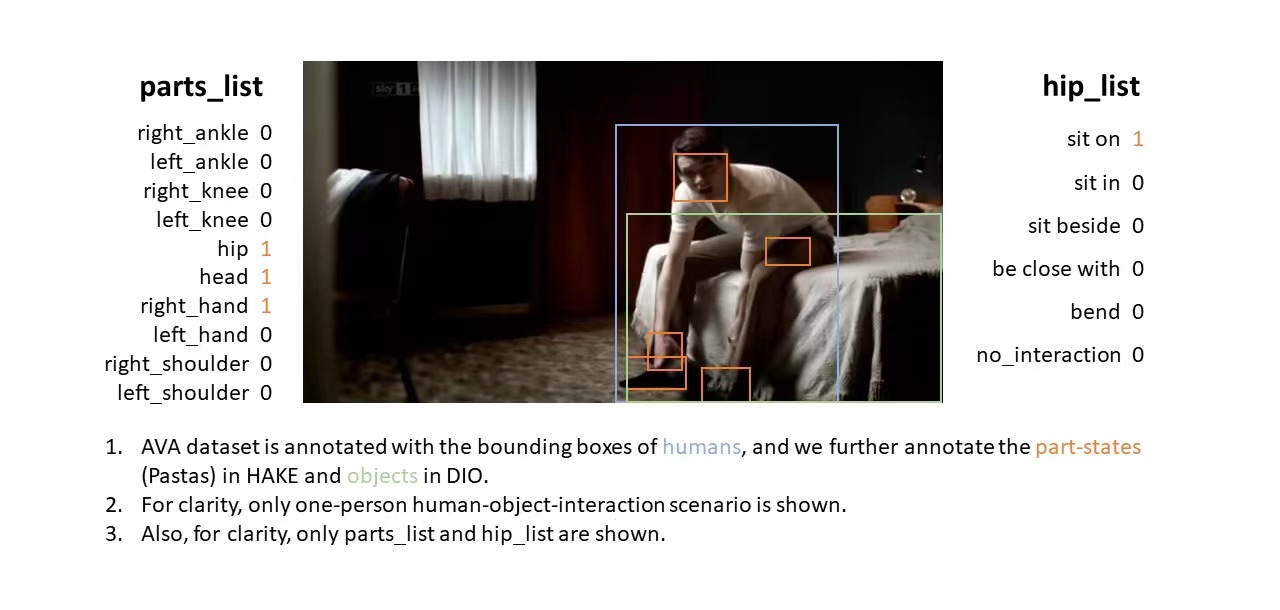 parts_list
right_ankle 0
left_ankle 0
right_knee 0
left_knee 0
hip 1
head 1
right_hand 1
left_hand 0
right_shoulder 0
left_shoulder 0
sky 1
hip_list
sit on 1
sit in 0
sit beside 0
be close with 0
bend 0
no_interaction 0
1. AVA dataset is annotated with the bounding boxes of humans, and we further annotate the part-states
(Pastas) in HAKE and objects in DIO.
2. For clarity, only one-person human-object-interaction scenario is shown.
3. Also, for clarity, only parts_list and hip_list are shown.